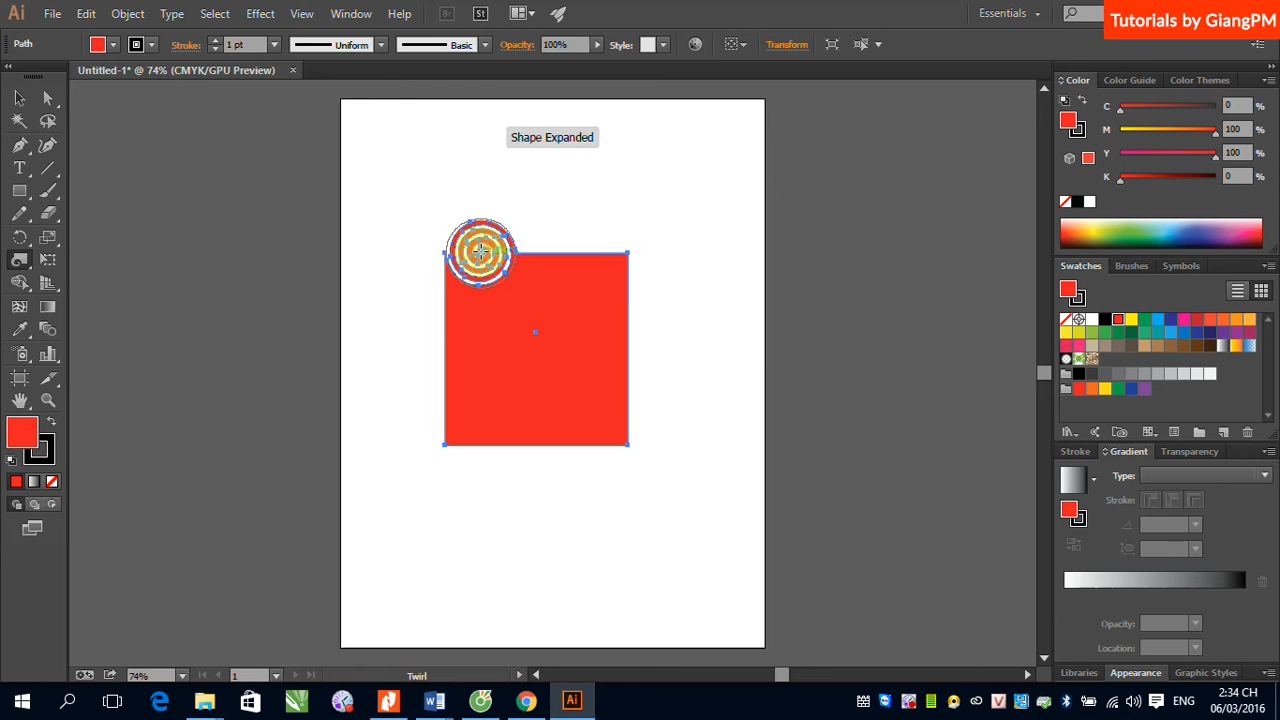 Ai File Edit Object Type Select Effect View Window Help Br St Essentials
Tutorials by GiangPM
Path Stroke: 1 pt Uniform Basic Opacity: 100% Style: Transform
Untitled-1* @ 74% (CMYK/GPU Preview) ×
Color Color Guide Color Themes
C 0 %
M 100 %
Y 100 %
K 0 %
Shape Expanded
Swatches Brushes Symbols
Stroke Gradient Transparency
Type:
Stroke:
Opacity:
Location:
Libraries Appearance Graphic Styles
74% 1 Twirl
ENG
2:34 CH
06/03/2016